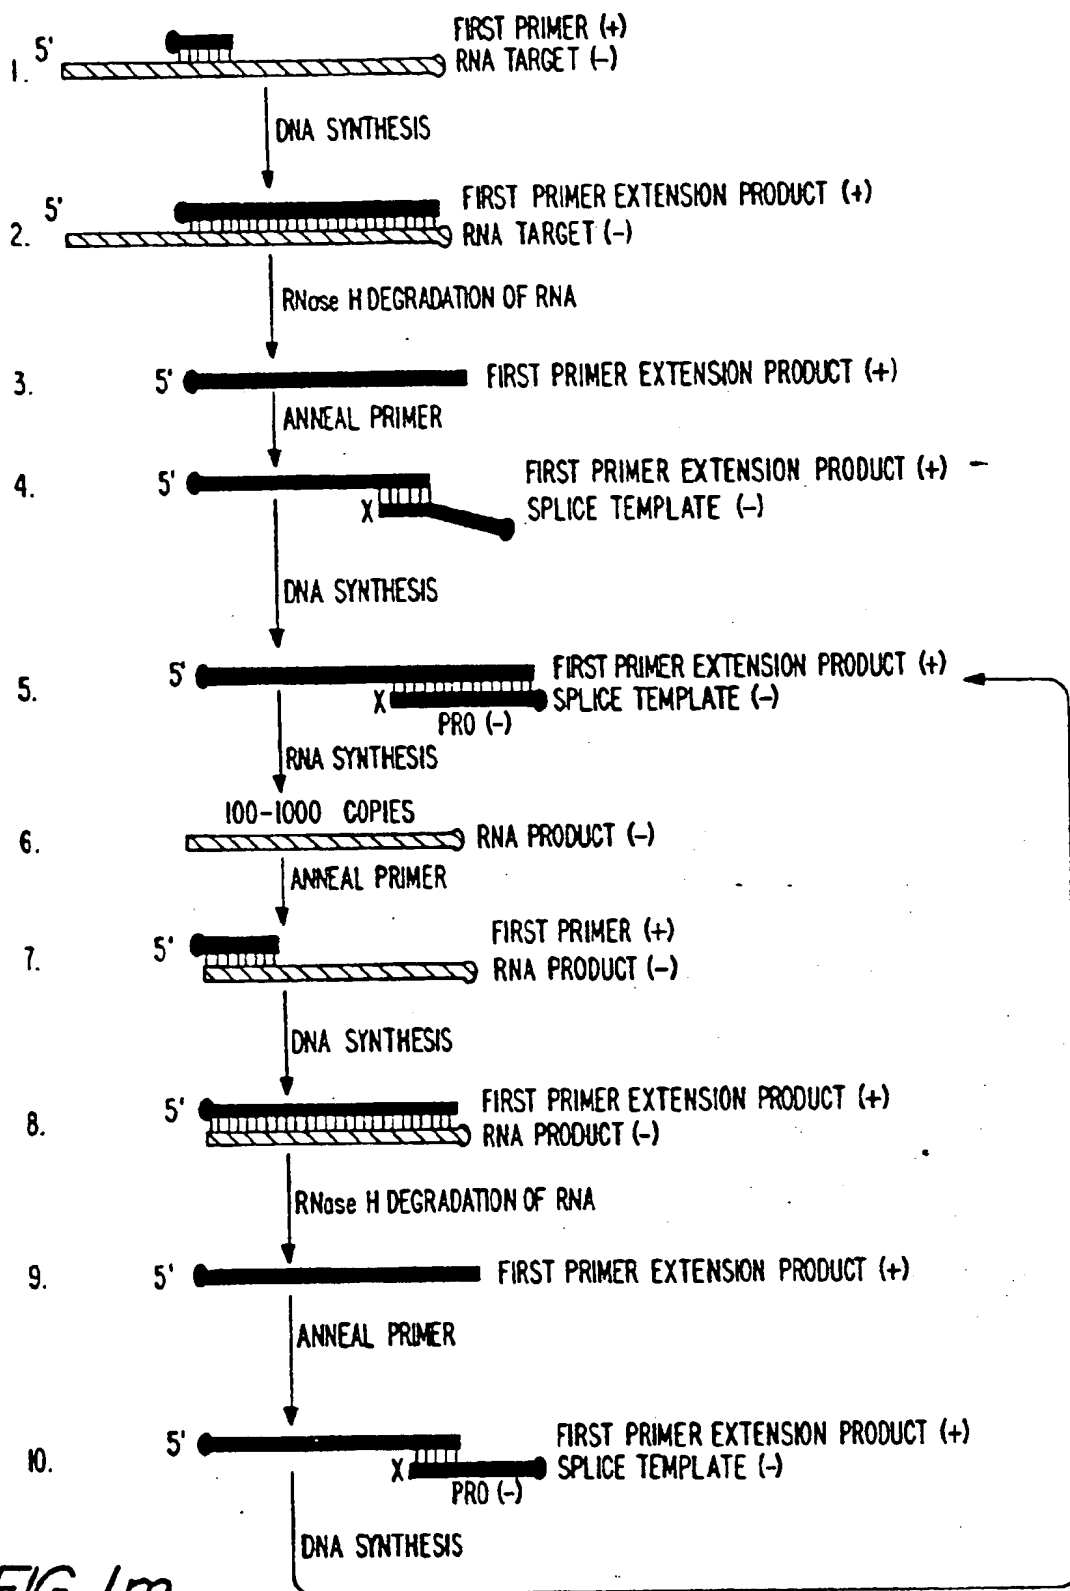 FIRST PRIMER (+)
1. 5' RNA TARGET (-)
DNA SYNTHESIS
5' FIRST PRIMER EXTENSION PRODUCT (+)
2. RNA TARGET (-)
RNase H DEGRADATION OF RNA
3. 5' FIRST PRIMER EXTENSION PRODUCT (+)
ANNEAL PRIMER
4. 5' FIRST PRIMER EXTENSION PRODUCT (+)
X SPLICE TEMPLATE (-)
DNA SYNTHESIS
5. 5' FIRST PRIMER EXTENSION PRODUCT (+)
X SPLICE TEMPLATE (-)
PRO (-)
RNA SYNTHESIS
100-1000 COPIES
6. RNA PRODUCT (-)
ANNEAL PRIMER
5' FIRST PRIMER (+)
7. RNA PRODUCT (-)
DNA SYNTHESIS
5' FIRST PRIMER EXTENSION PRODUCT (+)
8. RNA PRODUCT (-)
RNase H DEGRADATION OF RNA
9. 5' FIRST PRIMER EXTENSION PRODUCT (+)
ANNEAL PRIMER
5' FIRST PRIMER EXTENSION PRODUCT (+)
10. X SPLICE TEMPLATE (-)
PRO (-)
DNA SYNTHESIS
FIG. 1m